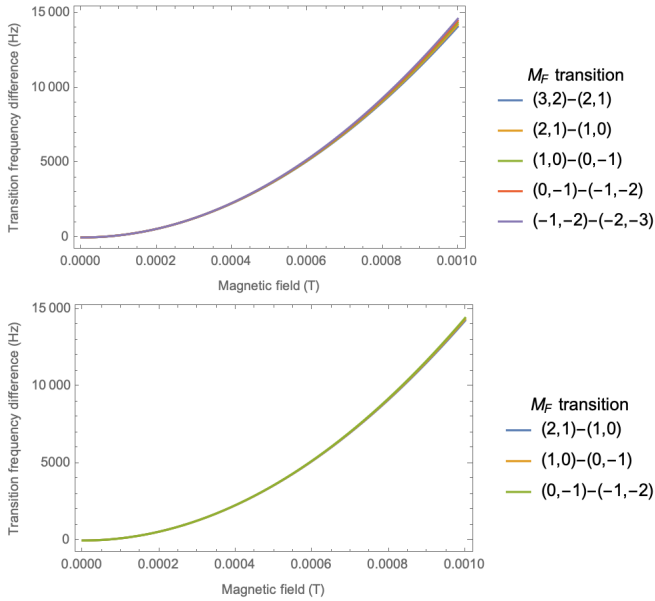 15 000
10 000
5000
0
Transition frequency difference (Hz)
0.0000 0.0002 0.0004 0.0006 0.0008 0.0010
Magnetic field (T)
M_F transition
(3,2)–(2,1)
(2,1)–(1,0)
(1,0)–(0,−1)
(0,−1)–(−1,−2)
(−1,−2)–(−2,−3)
15 000
10 000
5000
0
Transition frequency difference (Hz)
0.0000 0.0002 0.0004 0.0006 0.0008 0.0010
Magnetic field (T)
M_F transition
(2,1)–(1,0)
(1,0)–(0,−1)
(0,−1)–(−1,−2)